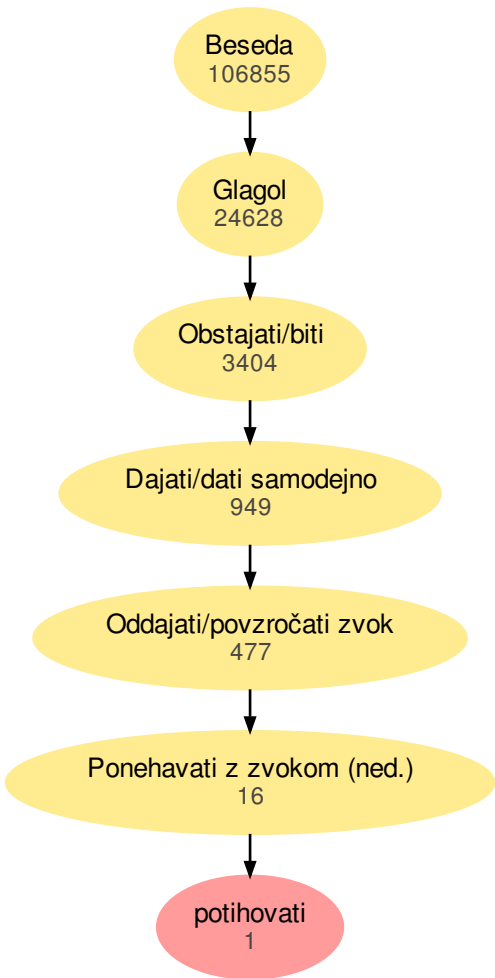 Beseda
106855
Glagol
24628
Obstajati/biti
3404
Dajati/dati samodejno
949
Oddajati/povzročati zvok
477
Ponehavati z zvokom (ned.)
16
potihovati
1